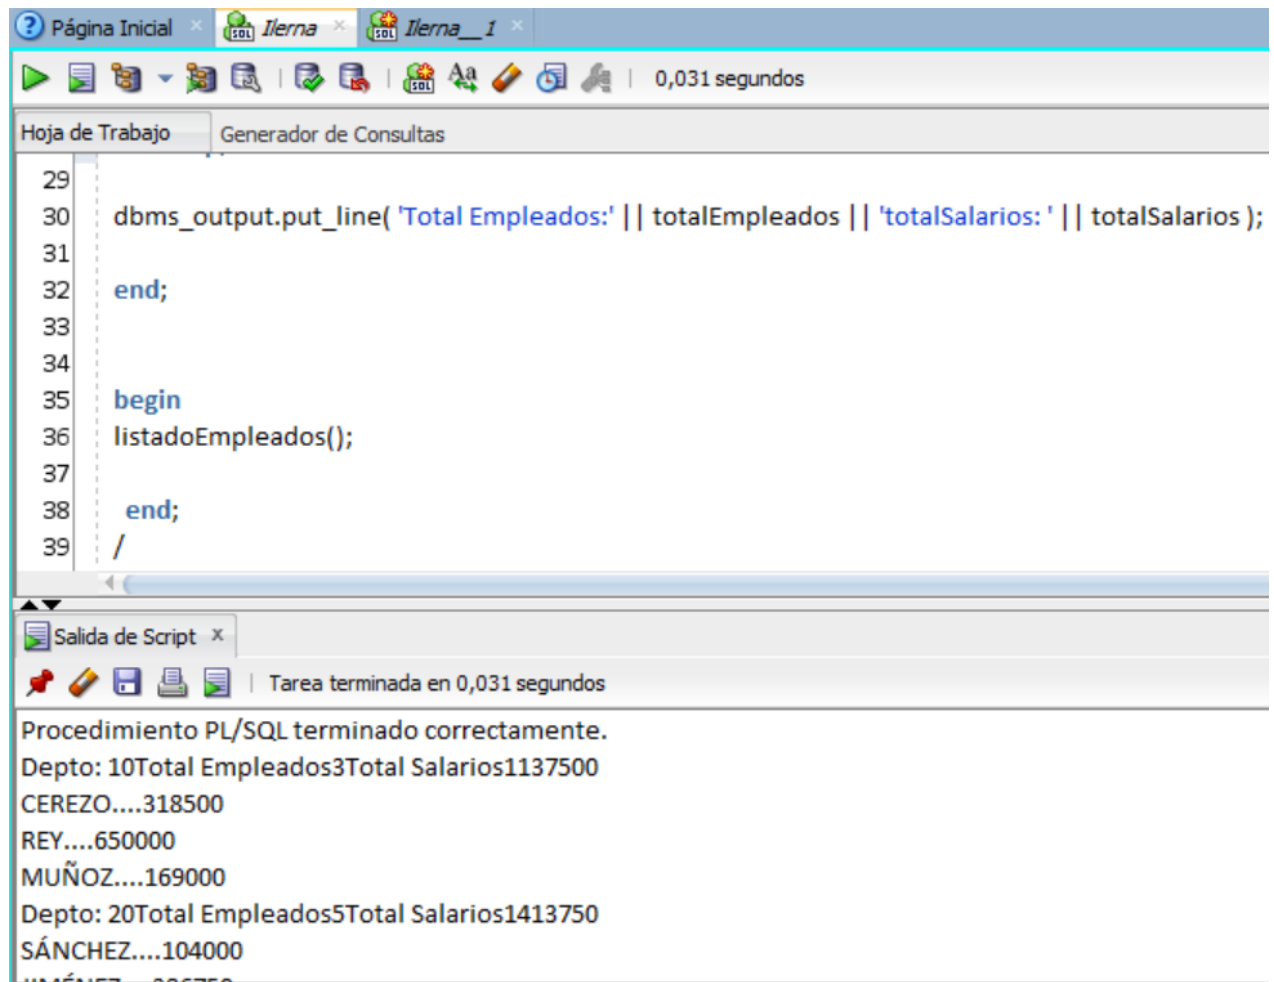 Página Inicial Ilerna Ilerna__1
0,031 segundos
Hoja de Trabajo Generador de Consultas
29
30 dbms_output.put_line( 'Total Empleados:' || totalEmpleados || 'totalSalarios: ' || totalSalarios );
31
32 end;
33
34
35 begin
36 listadoEmpleados();
37
38 end;
39 /
Salida de Script
Tarea terminada en 0,031 segundos
Procedimiento PL/SQL terminado correctamente.
Depto: 10Total Empleados3Total Salarios1137500
CEREZO....318500
REY....650000
MUÑOZ....169000
Depto: 20Total Empleados5Total Salarios1413750
SÁNCHEZ....104000